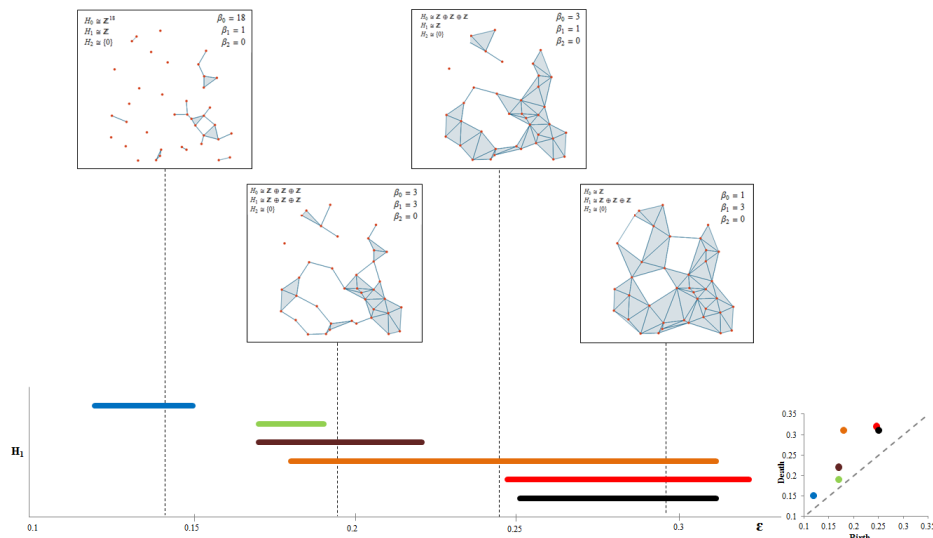 H₀ ≅ ℤ¹⁸
H₁ ≅ ℤ
H₂ ≅ {0}
β₀ = 18
β₁ = 1
β₂ = 0
H₀ ≅ ℤ ⊕ ℤ ⊕ ℤ
H₁ ≅ ℤ
H₂ ≅ {0}
β₀ = 3
β₁ = 1
β₂ = 0
H₀ ≅ ℤ ⊕ ℤ ⊕ ℤ
H₁ ≅ ℤ ⊕ ℤ ⊕ ℤ
H₂ ≅ {0}
β₀ = 3
β₁ = 3
β₂ = 0
H₀ ≅ ℤ
H₁ ≅ ℤ ⊕ ℤ ⊕ ℤ
H₂ ≅ {0}
β₀ = 1
β₁ = 3
β₂ = 0
H₁
0.1
0.15
0.2
0.25
0.3
ε
Death
0.35
0.3
0.25
0.2
0.15
0.1
0.1 0.15 0.2 0.25 0.3 0.35
Birth